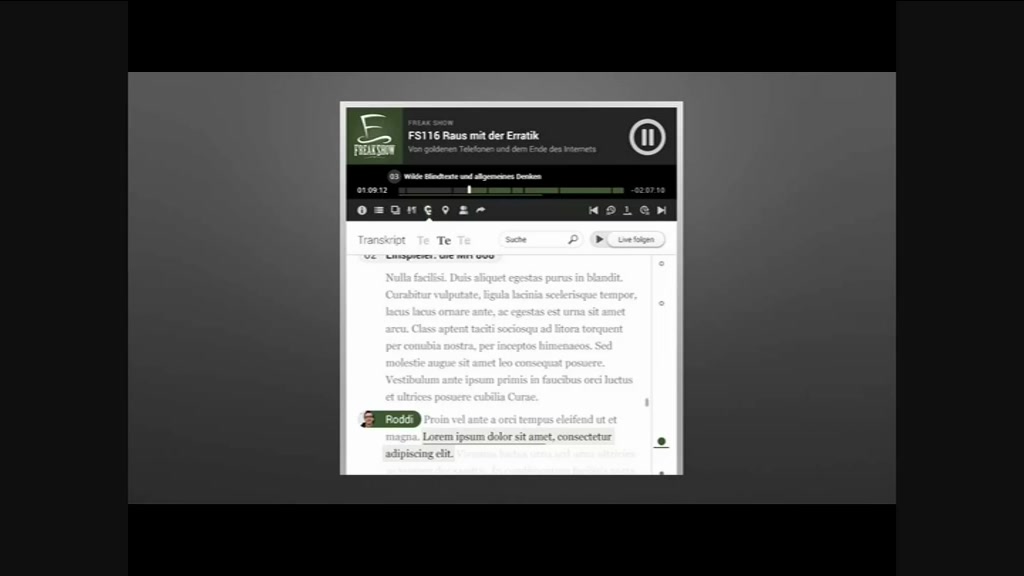 FREAK SHOW
FREAK SHOW
FS116 Raus mit der Erratik
Von goldenen Telefonen und dem Ende des Internets
03 Wilde Blindtexte und allgemeines Denken
01:09:12
-02:07:10
Transkript Te Te Te
Suche
Live folgen
02 Einspieler: die MH 808
Nulla facilisi. Duis aliquet egestas purus in blandit.
Curabitur vulputate, ligula lacinia scelerisque tempor,
lacus lacus ornare ante, ac egestas est urna sit amet
arcu. Class aptent taciti sociosqu ad litora torquent
per conubia nostra, per inceptos himenaeos. Sed
molestie augue sit amet leo consequat posuere.
Vestibulum ante ipsum primis in faucibus orci luctus
et ultrices posuere cubilia Curae.
Roddi Proin vel ante a orci tempus eleifend ut et
magna. Lorem ipsum dolor sit amet, consectetur
adipiscing elit. Vivamus luctus urna sed urna ultricies